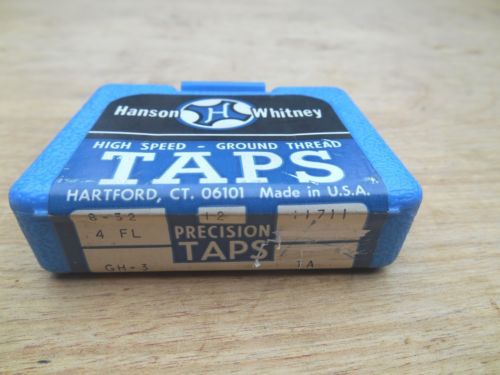 Hanson H Whitney
HIGH SPEED - GROUND THREAD
TAPS
HARTFORD, CT. 06101 Made in U.S.A.
8-32 12 11711
4 FL PRECISION
TAPS
GH-3 TA